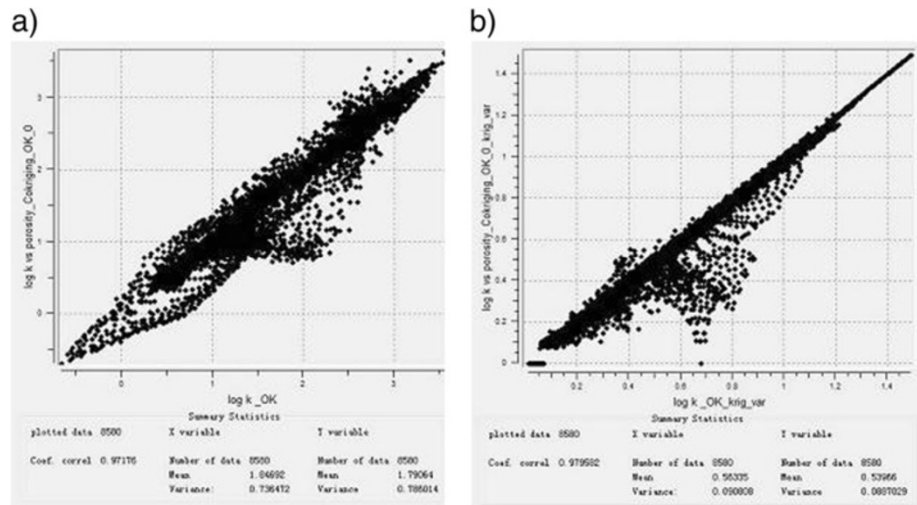 a)
log k vs porosity_Cokriging_OK_0
3
2
1
0
0
1
2
3
log k _OK
Summary Statistics
plotted data 8580
X variable
Y variable
Coef. correl 0.97176
Number of data 8580
Number of data 8580
Mean 1.84692
Mean 1.79064
Variance: 0.736472
Variance 0.786014
b)
log k vs porosity_Cokriging_OK_0_krig_var
1.4
1.2
1
0.8
0.6
0.4
0.2
0
0.2
0.4
0.6
0.8
1
1.2
1.4
log k _OK_krig_var
Summary Statistics
plotted data 8580
X variable
Y variable
Coef. correl 0.979582
Number of data 8580
Number of data 8580
Mean 0.56335
Mean 0.53966
Variance: 0.090808
Variance 0.0887029